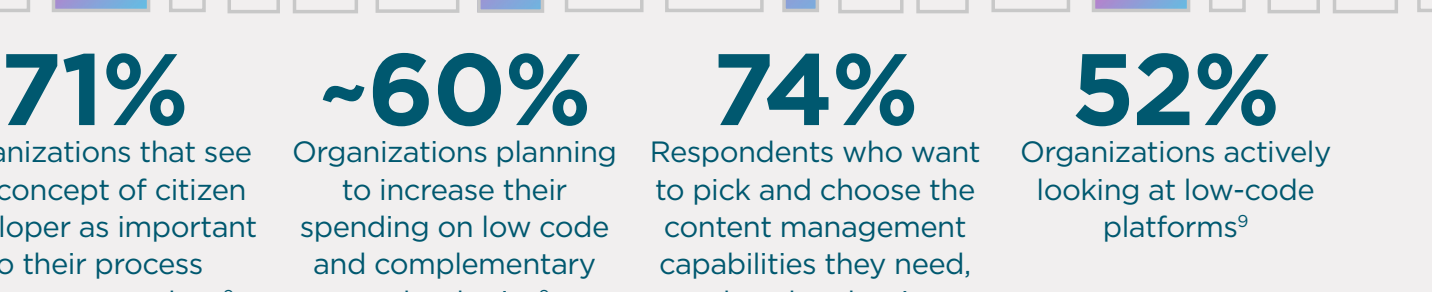 71%
anizations that see
concept of citizen
loper as important
o their process
~60%
Organizations planning
to increase their
spending on low code
and complementary
74%
Respondents who want
to pick and choose the
content management
capabilities they need,
52%
Organizations actively
looking at low-code
platforms⁹